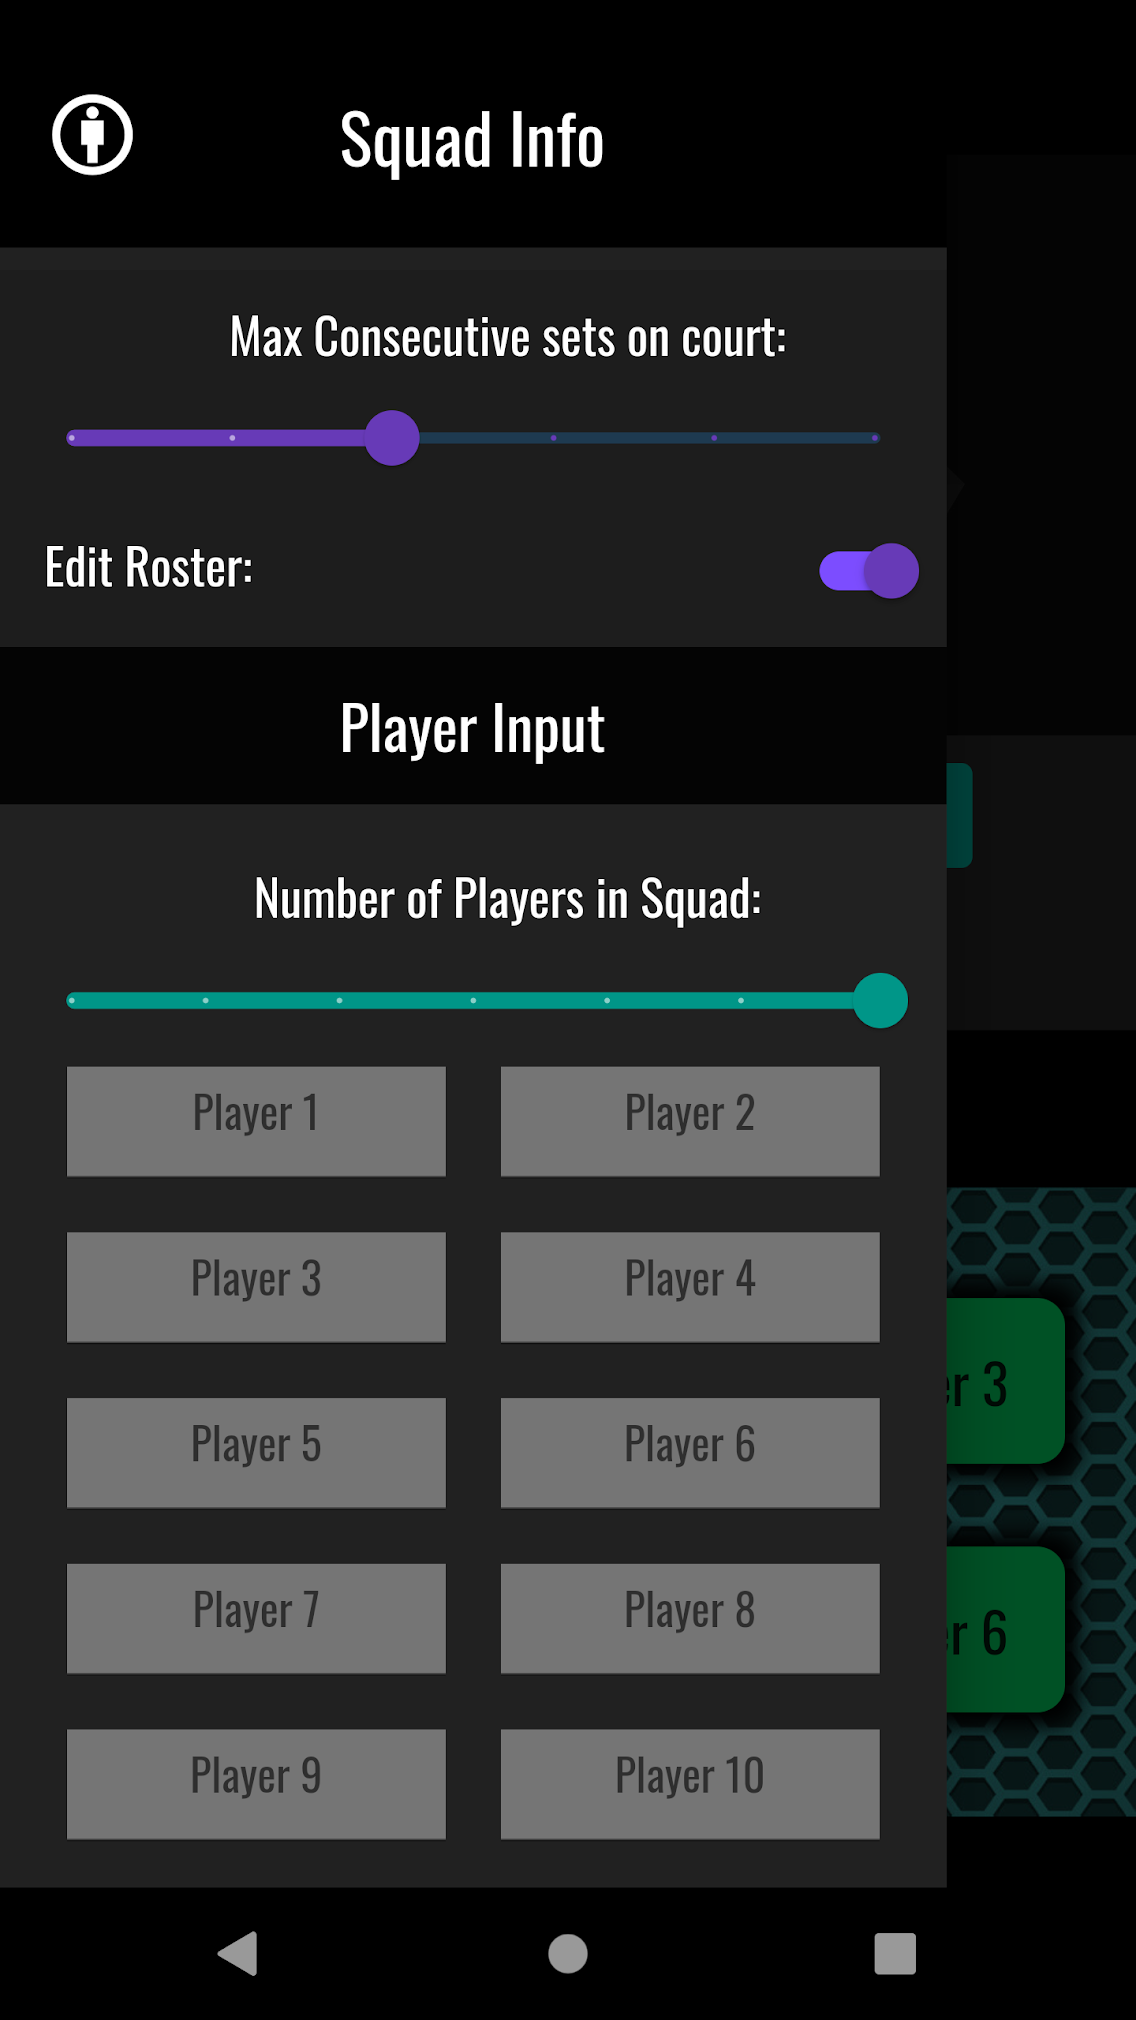 Squad Info
Max Consecutive sets on court:
Edit Roster:
Player Input
Number of Players in Squad:
Player 1 Player 2
Player 3 Player 4
er 3
Player 5 Player 6
Player 7 Player 8
er 6
Player 9 Player 10